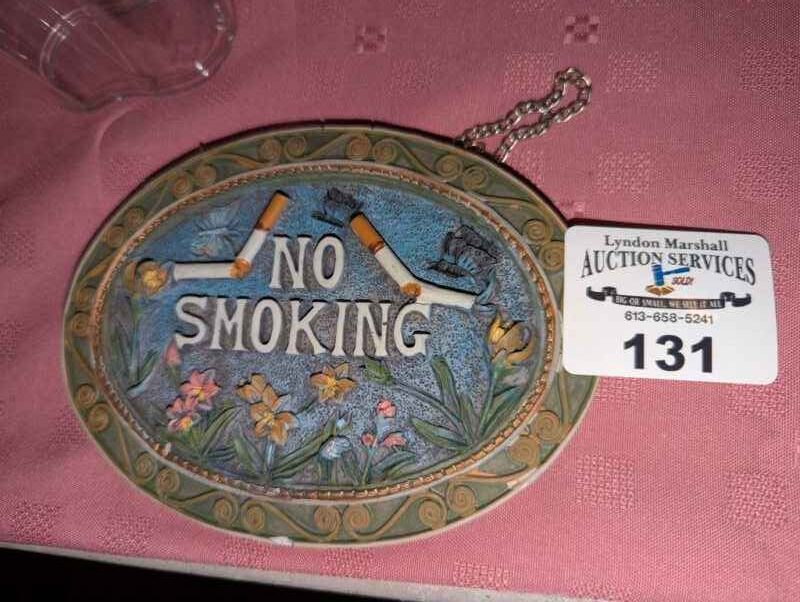 NO
SMOKING
Lyndon Marshall
AUCTION SERVICES
SOLD!
BIG OR SMALL, WE SELL IT ALL
613-658-5241
131